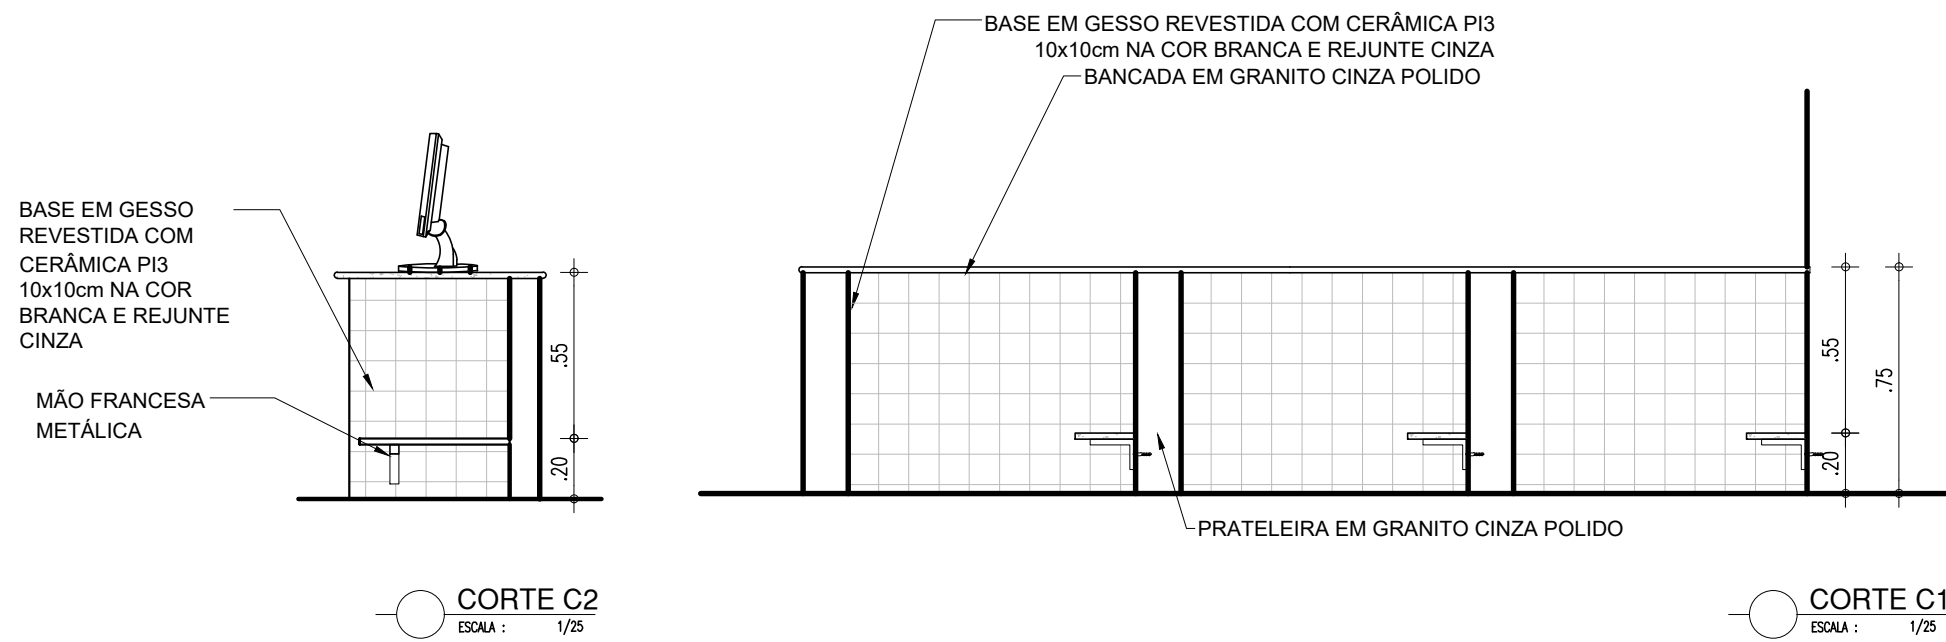 BASE EM GESSO REVESTIDA COM CERÂMICA PI3
10x10cm NA COR BRANCA E REJUNTE CINZA
BANCADA EM GRANITO CINZA POLIDO
BASE EM GESSO
REVESTIDA COM
CERÂMICA PI3
10x10cm NA COR
BRANCA E REJUNTE
CINZA
MÃO FRANCESA
METÁLICA
.55
.20
.55
.20
.75
PRATELEIRA EM GRANITO CINZA POLIDO
CORTE C2
ESCALA : 1/25
CORTE C1
ESCALA : 1/25